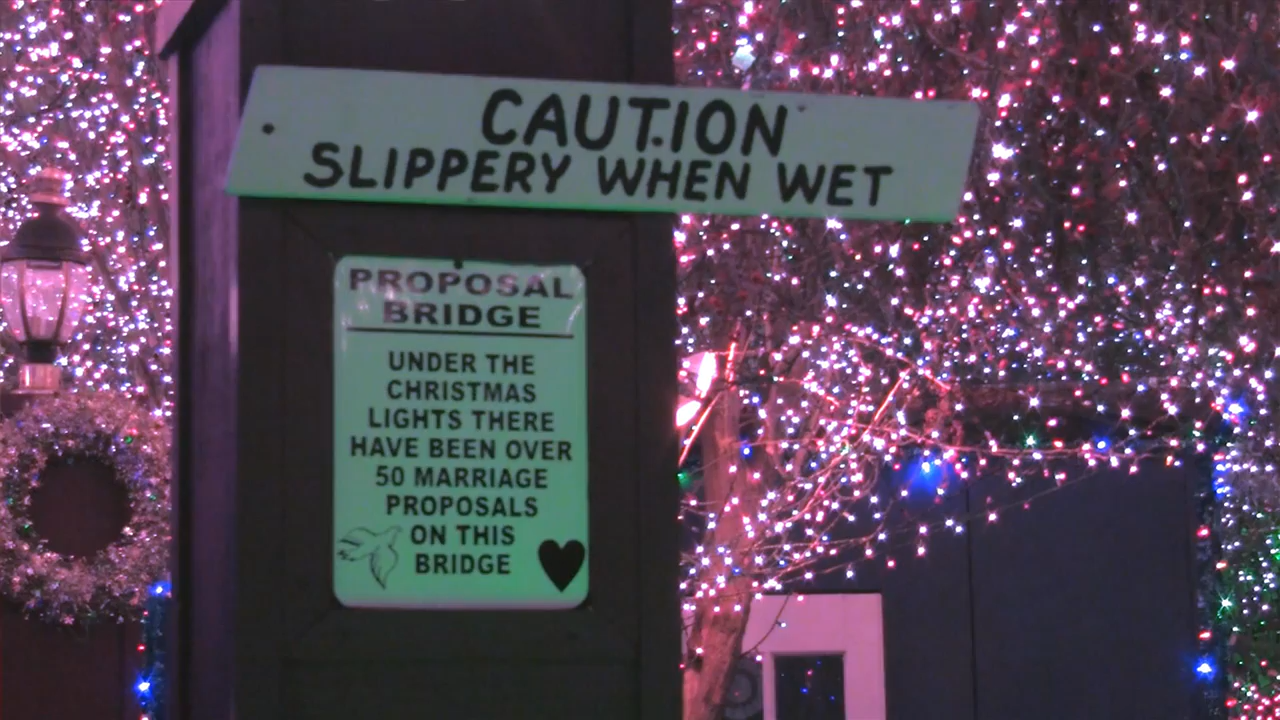 CAUTION
SLIPPERY WHEN WET
PROPOSAL
BRIDGE
UNDER THE
CHRISTMAS
LIGHTS THERE
HAVE BEEN OVER
50 MARRIAGE
PROPOSALS
ON THIS
BRIDGE